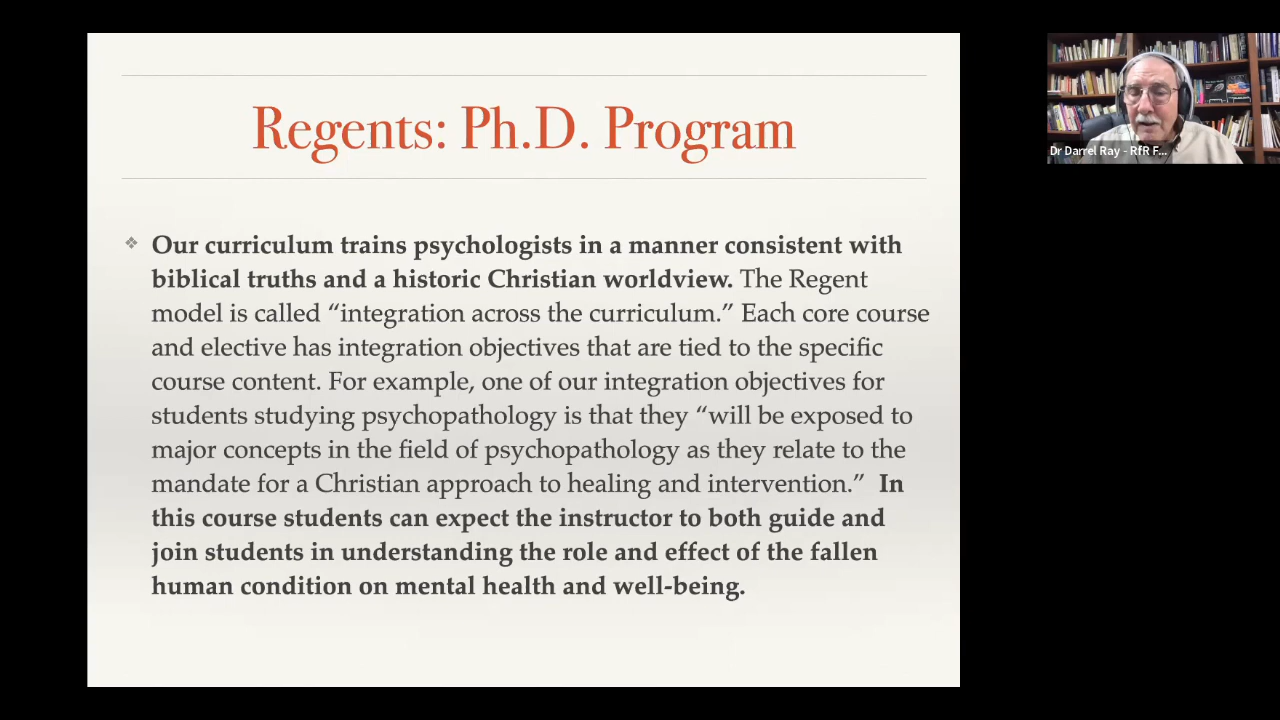 Regents: Ph.D. Program
Our curriculum trains psychologists in a manner consistent with
biblical truths and a historic Christian worldview. The Regent
model is called “integration across the curriculum.” Each core course
and elective has integration objectives that are tied to the specific
course content. For example, one of our integration objectives for
students studying psychopathology is that they “will be exposed to
major concepts in the field of psychopathology as they relate to the
mandate for a Christian approach to healing and intervention.” In
this course students can expect the instructor to both guide and
join students in understanding the role and effect of the fallen
human condition on mental health and well-being.
Dr Darrel Ray - RfR F...